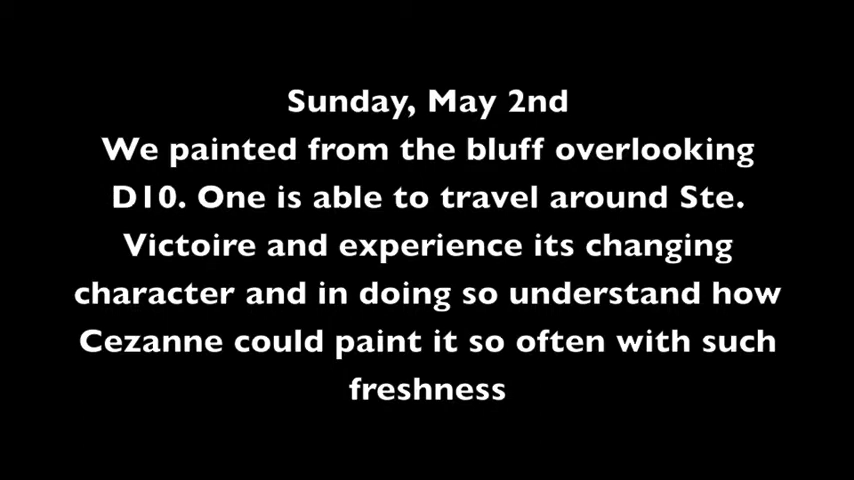 Sunday, May 2nd
We painted from the bluff overlooking
D10. One is able to travel around Ste.
Victoire and experience its changing
character and in doing so understand how
Cezanne could paint it so often with such
freshness